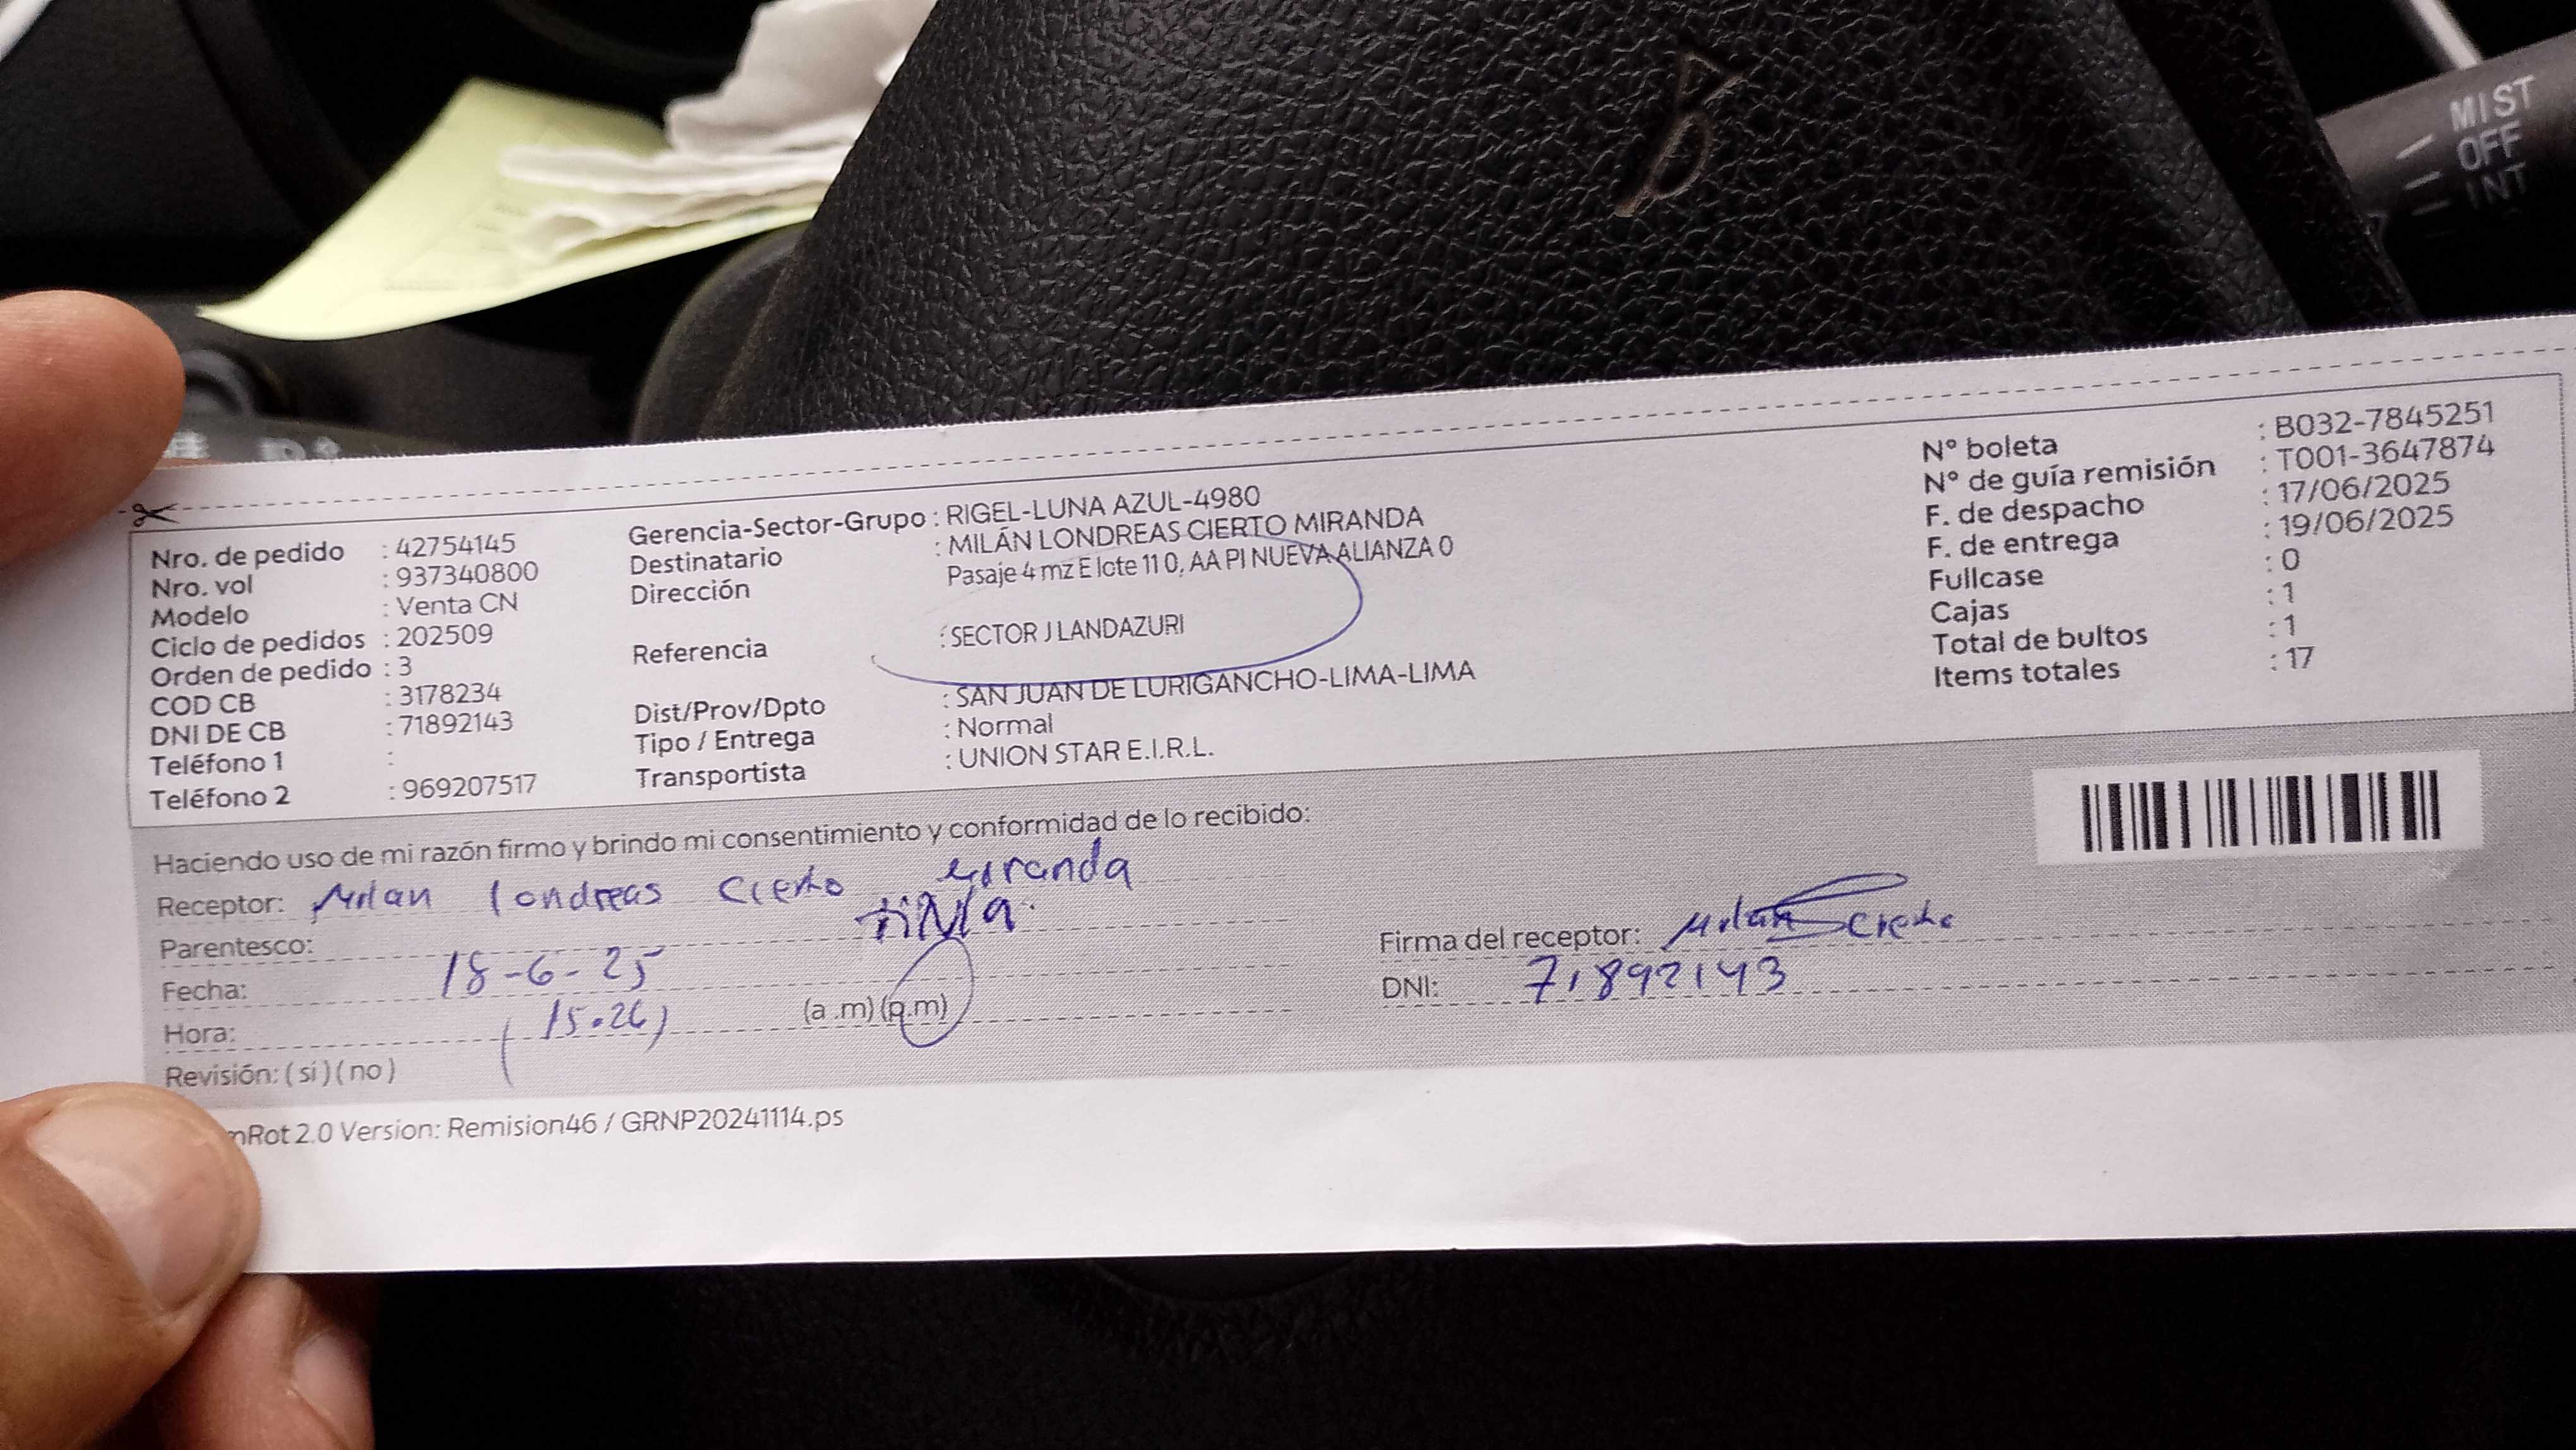 MIST
OFF
INT
Nro. de pedido : 42754145
Nro. vol : 937340800
Modelo : Venta CN
Ciclo de pedidos : 202509
Orden de pedido : 3
COD CB : 3178234
DNI DE CB : 71892143
Teléfono 1 :
Teléfono 2 : 969207517
Gerencia-Sector-Grupo : RIGEL-LUNA AZUL-4980
Destinatario : MILÁN LONDREAS CIERTO MIRANDA
Dirección Pasaje 4 mz E lote 11 0, AA PI NUEVA ALIANZA 0
Referencia : SECTOR J LANDAZURI
Dist/Prov/Dpto : SAN JUAN DE LURIGANCHO-LIMA-LIMA
Tipo / Entrega : Normal
Transportista : UNION STAR E.I.R.L.
Nº boleta : B032-7845251
Nº de guía remisión : T001-3647874
F. de despacho : 17/06/2025
F. de entrega : 19/06/2025
Fullcase : 0
Cajas : 1
Total de bultos : 1
Items totales : 17
Haciendo uso de mi razón firmo y brindo mi consentimiento y conformidad de lo recibido:
Receptor: Milan londreas Cierto Miranda
Parentesco:
Fecha: 18-6-25
Hora: (15.26) (a .m) (p.m)
Revisión: ( si ) ( no )
Firma del receptor: Milan Cierto
DNI: 71892143
mRot 2.0 Version: Remision46 / GRNP20241114.ps